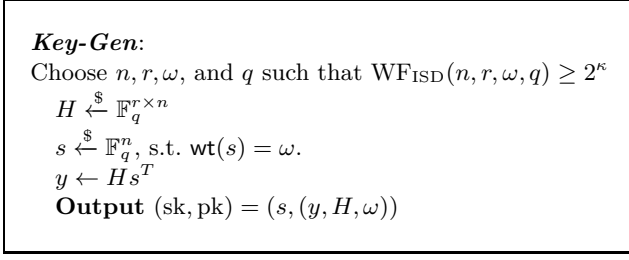 Key-Gen:
Choose n, r, ω, and q such that WF_ISD(n, r, ω, q) ≥ 2^κ
H ←$ 𝔽_q^{r×n}
s ←$ 𝔽_q^n, s.t. wt(s) = ω.
y ← Hs^T
Output (sk, pk) = (s, (y, H, ω))